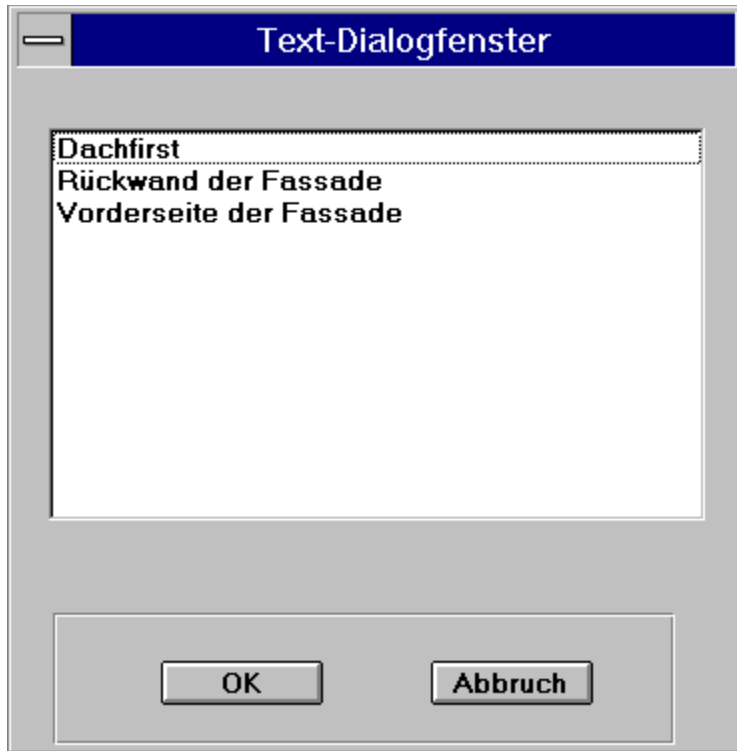 Text-Dialogfenster
Dachfirst
Rückwand der Fassade
Vorderseite der Fassade
OK
Abbruch